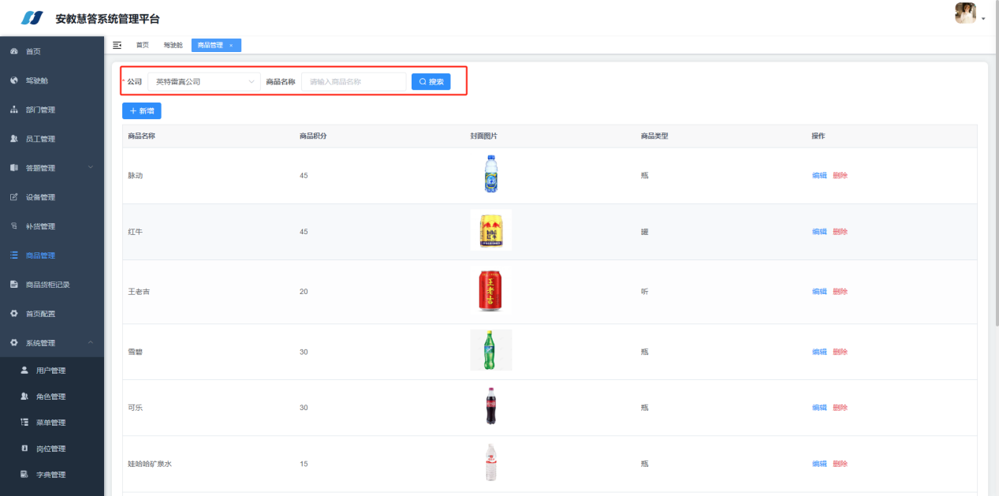 安教慧答系统管理平台
首页
驾驶舱
部门管理
员工管理
答题管理
设备管理
补货管理
商品管理
商品货柜记录
首页配置
系统管理
用户管理
角色管理
菜单管理
岗位管理
字典管理
首页 驾驶舱 商品管理 ×
* 公司 英特雷真公司 商品名称 请输入商品名称 搜索
+ 新增
商品名称 商品积分 封面图片 商品类型 操作
脉动 45 瓶 编辑 删除
红牛 45 罐 编辑 删除
红牛
王老吉 20 听 编辑 删除
王老吉
雪碧 30 瓶 编辑 删除
可乐 30 瓶 编辑 删除
娃哈哈矿泉水 15 瓶 编辑 删除